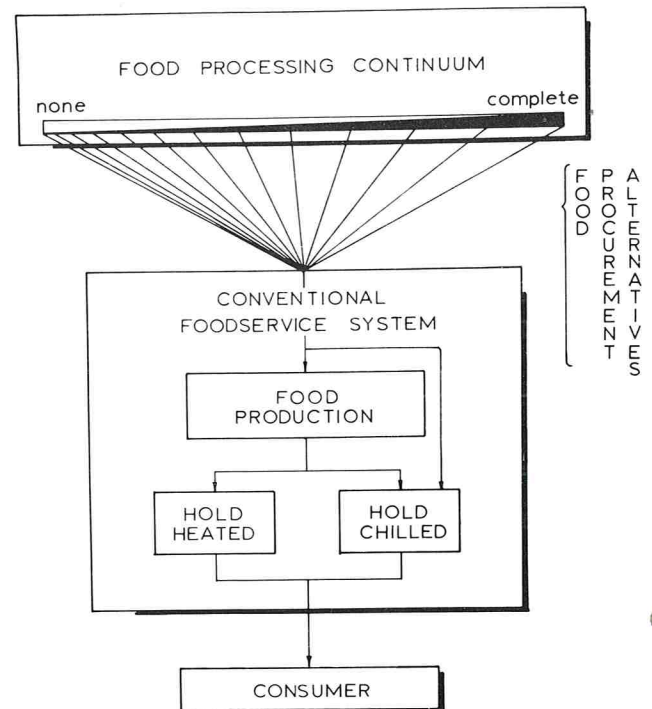 FOOD PROCESSING CONTINUUM
none
complete
FOOD
PROCUREMENT
ALTERNATIVES
CONVENTIONAL
FOODSERVICE SYSTEM
FOOD
PRODUCTION
HOLD
HEATED
HOLD
CHILLED
CONSUMER